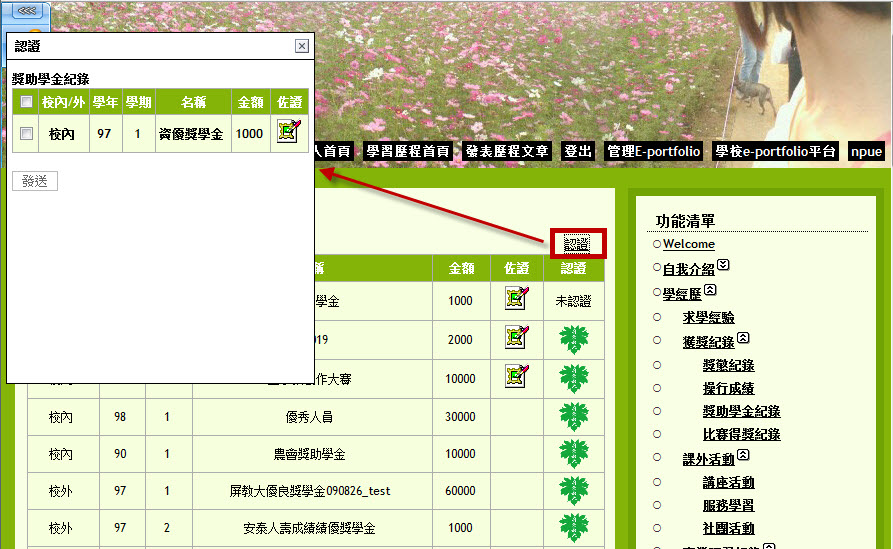 <<<
認證
獎助學金紀錄
校內/外 學年 學期 名稱 金額 佐證
校內 97 1 資優獎學金 1000
發送
人首頁 學習歷程首頁 發表歷程文章 登出 管理E-portfolio 學校e-portfolio平台 npue
認證
稱 金額 佐證 認證
學金 1000 未認證
019 2000
作大賽 10000
校內 98 1 優秀人員 30000
校內 90 1 農會獎助學金 10000
校外 97 1 屏教大優良獎學金090826_test 60000
校外 97 2 安泰人壽成績績優獎學金 1000
功能清單
Welcome
自我介紹
學經歷
求學經驗
獲獎紀錄
獎懲紀錄
操行成績
獎助學金紀錄
比賽得獎紀錄
課外活動
講座活動
服務學習
社團活動